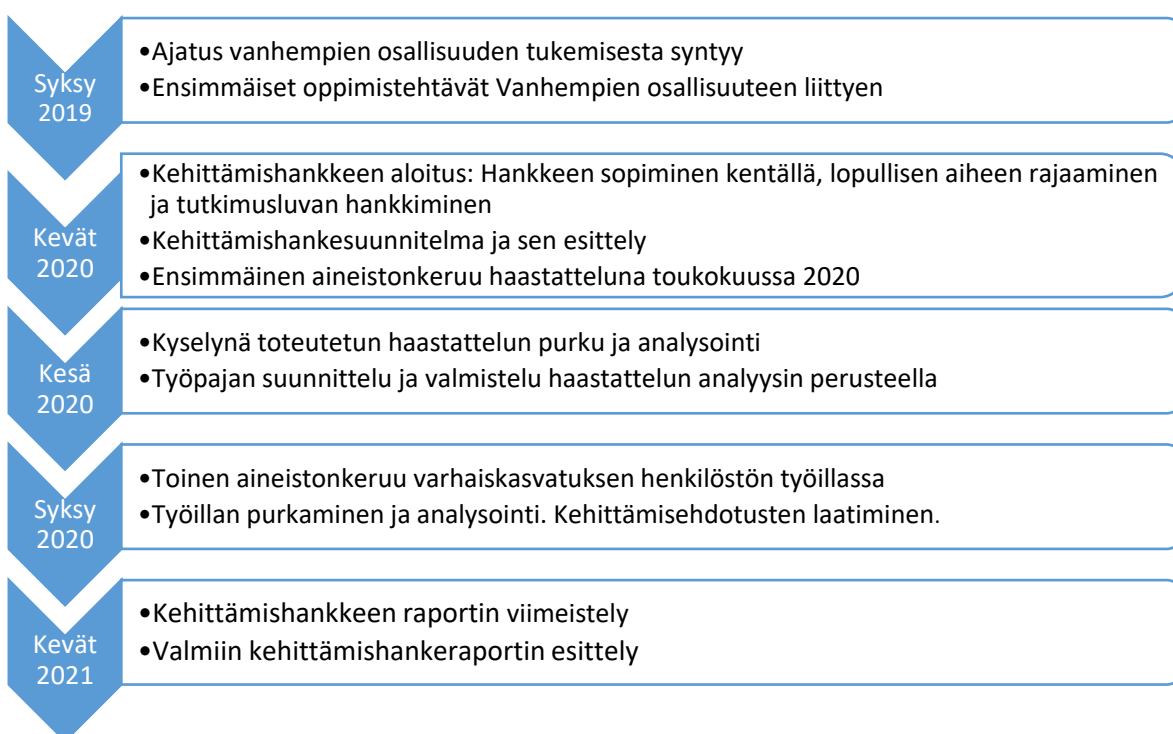 Syksy
2019
•Ajatus vanhempien osallisuuden tukemisesta syntyy
•Ensimmäiset oppimistehtävät Vanhempien osallisuuteen liittyen
Kevät
2020
•Kehittämishankkeen aloitus: Hankkeen sopiminen kentällä, lopullisen aiheen rajaaminen
ja tutkimusluvan hankkiminen
•Kehittämishankesuunnitelma ja sen esittely
•Ensimmäinen aineistonkeruu haastatteluna toukokuussa 2020
Kesä
2020
•Kyselynä toteutetun haastattelun purku ja analysointi
•Työpajan suunnittelu ja valmistelu haastattelun analyysin perusteella
Syksy
2020
•Toinen aineistonkeruu varhaiskasvatuksen henkilöstön työillassa
•Työillan purkaminen ja analysointi. Kehittämisehdotusten laatiminen.
Kevät
2021
•Kehittämishankkeen raportin viimeistely
•Valmiin kehittämishankeraportin esittely